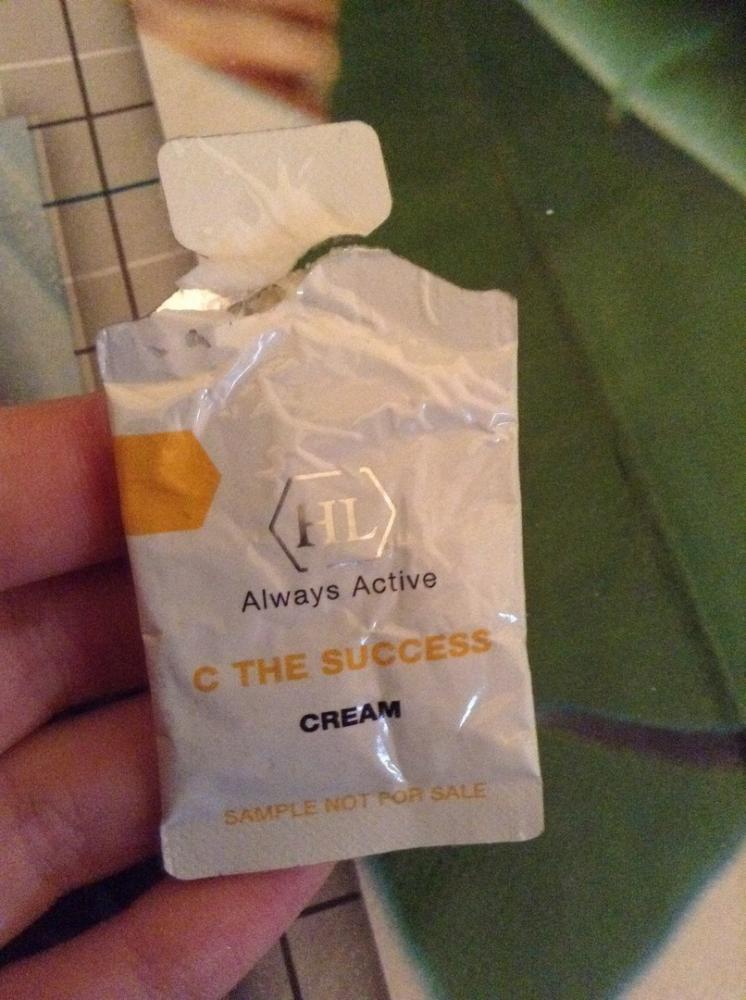 HL
Always Active
C THE SUCCESS
CREAM
SAMPLE NOT FOR SALE